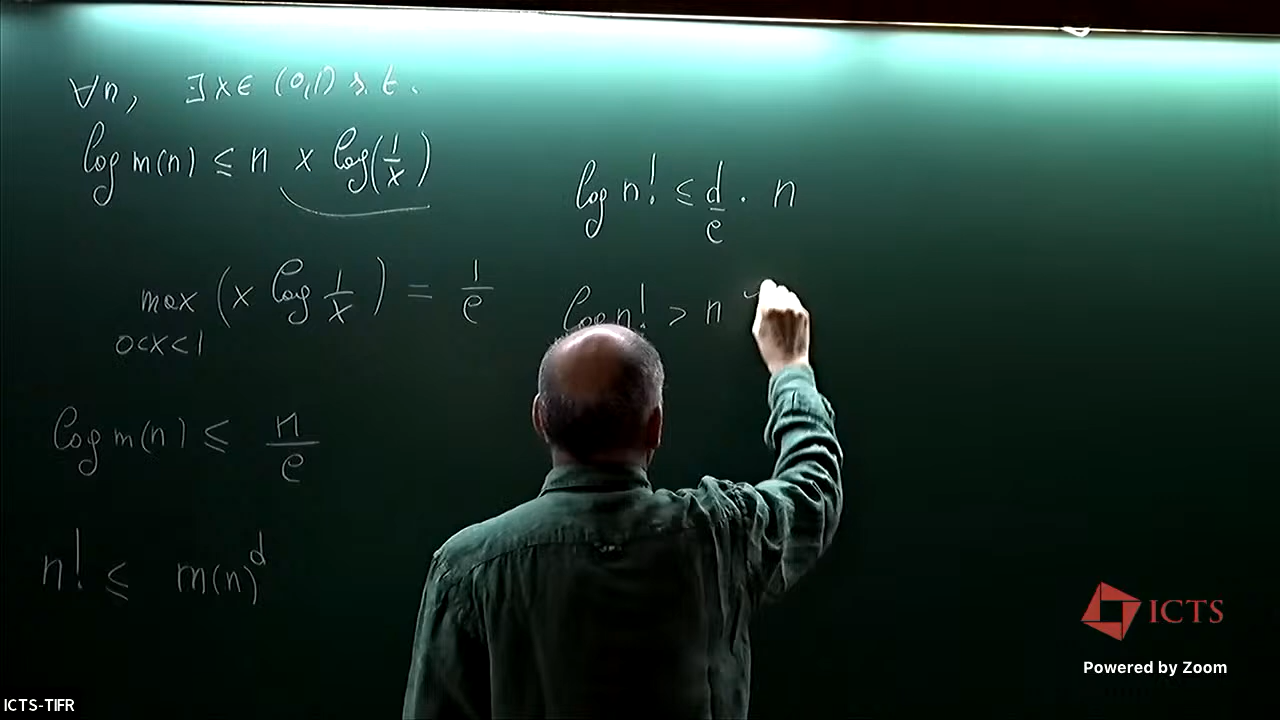 ∀n, ∃ x ∈ (0,1) s.t.
log m(n) ≤ n x log(1/x)
max (x log 1/x) = 1/e
0<x<1
log m(n) ≤ n/e
n! ≤ m(n)^d
log n! ≤ d/e · n
log n! > n
ICTS
Powered by Zoom
ICTS-TIFR